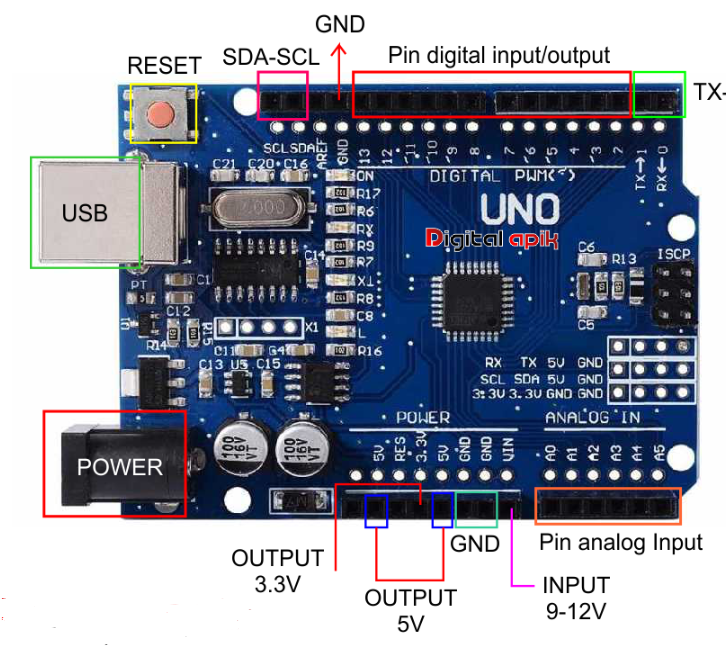 GND
SDA-SCL
Pin digital input/output
RESET
TX-
SCL SDA AREF GND 13 12 ~11 ~10 ~9 8 7 ~6 ~5 4 ~3 2 TX→1 RX←0
DIGITAL PWM(~)
C21 C20 C16
ON
R17
R6
RX
R9
R7
TX
R8
C8
L
R16
UNO
Digital apik
USB
C14
C6
R13
ISCP
C5
PT
C1
C12
R14
R15
X1
C11
C13
U5
C15
RX TX 5V GND
SCL SDA 5V GND
3.3V 3.3V GND GND
100
16V
VT
100
16V
VT
POWER
POWER
ANALOG IN
5V RES 3.3V 5V GND GND VIN
A0 A1 A2 A3 A4 A5
GND
Pin analog Input
OUTPUT
3.3V
OUTPUT
5V
INPUT
9-12V